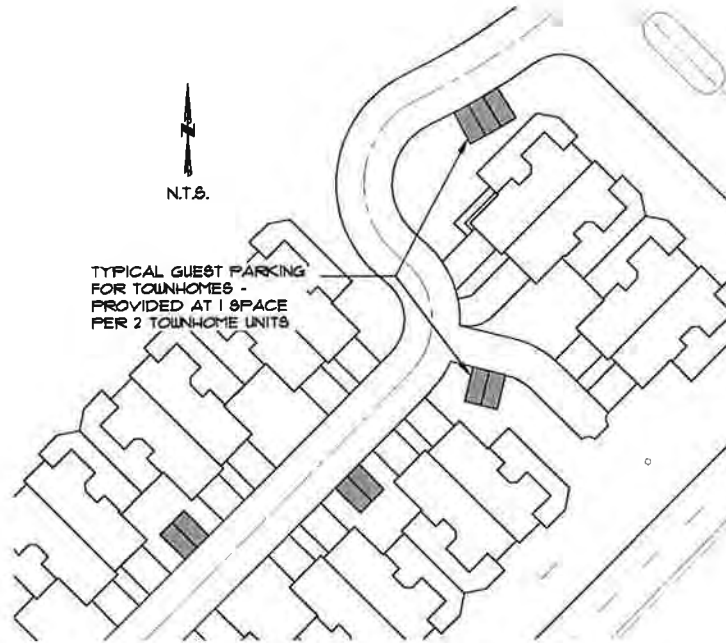 N
N.T.S.
TYPICAL GUEST PARKING
FOR TOWNHOMES -
PROVIDED AT 1 SPACE
PER 2 TOWNHOME UNITS